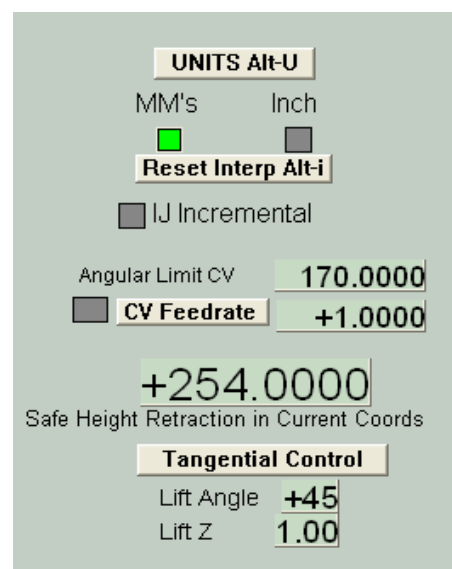 UNITS Alt-U
MM's Inch
Reset Interp Alt-i
IJ Incremental
Angular Limit CV 170.0000
CV Feedrate +1.0000
+254.0000
Safe Height Retraction in Current Coords
Tangential Control
Lift Angle +45
Lift Z 1.00